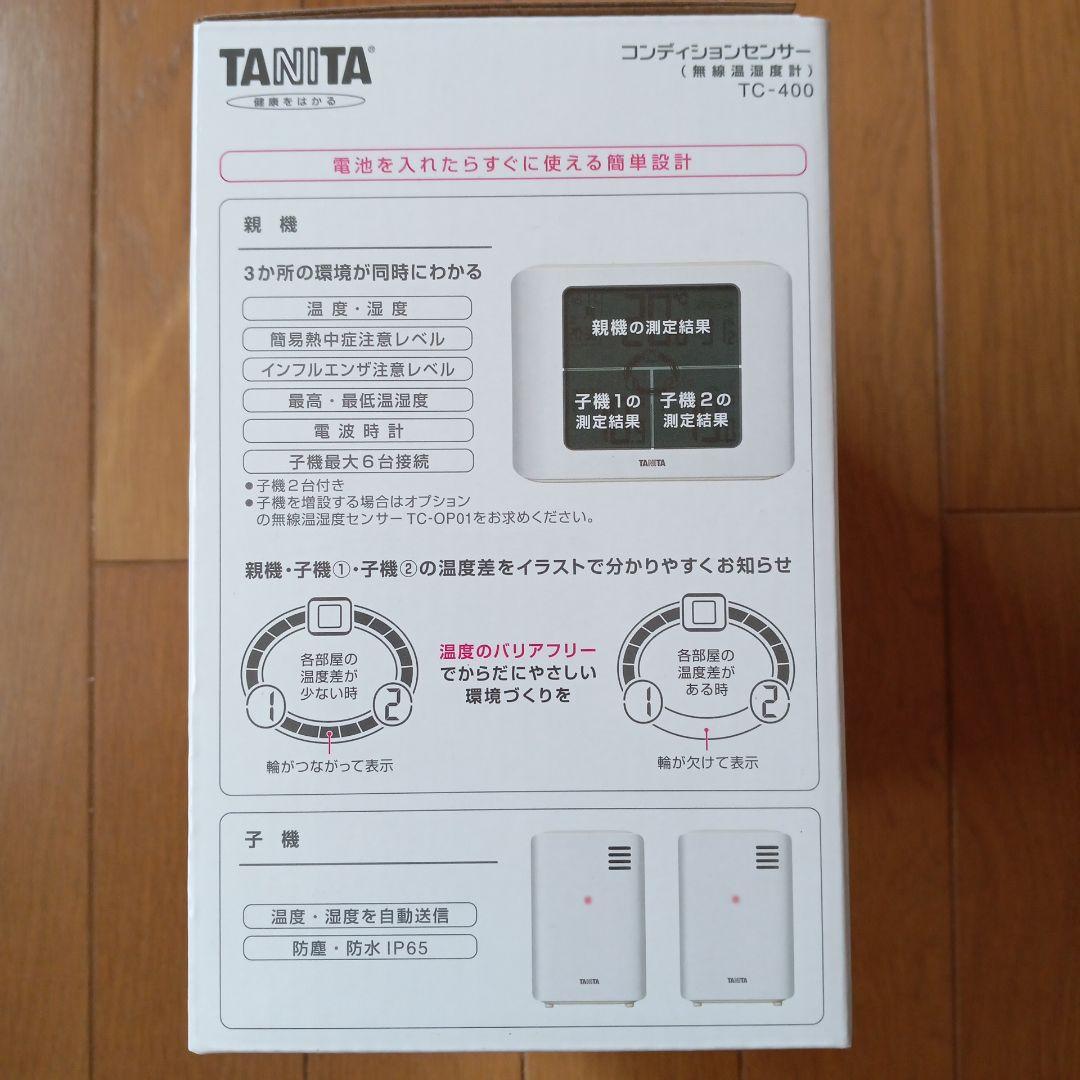 TANITA®
健康をはかる
コンディションセンサー
(無線温湿度計)
TC-400
電池を入れたらすぐに使える簡単設計
親機
3か所の環境が同時にわかる
温度・湿度
簡易熱中症注意レベル
インフルエンザ注意レベル
最高・最低温湿度
電波時計
子機最大6台接続
●子機2台付き
●子機を増設する場合はオプション
の無線温湿度センサーTC-OP01をお求めください。
親機の測定結果
子機1の
測定結果
子機2の
測定結果
TANITA
親機・子機①・子機②の温度差をイラストで分かりやすくお知らせ
各部屋の
温度差が
少ない時
1
2
輪がつながって表示
温度のバリアフリー
でからだにやさしい
環境づくりを
各部屋の
温度差が
ある時
1
2
輪が欠けて表示
子機
温度・湿度を自動送信
防塵・防水IP65
TANITA
TANITA